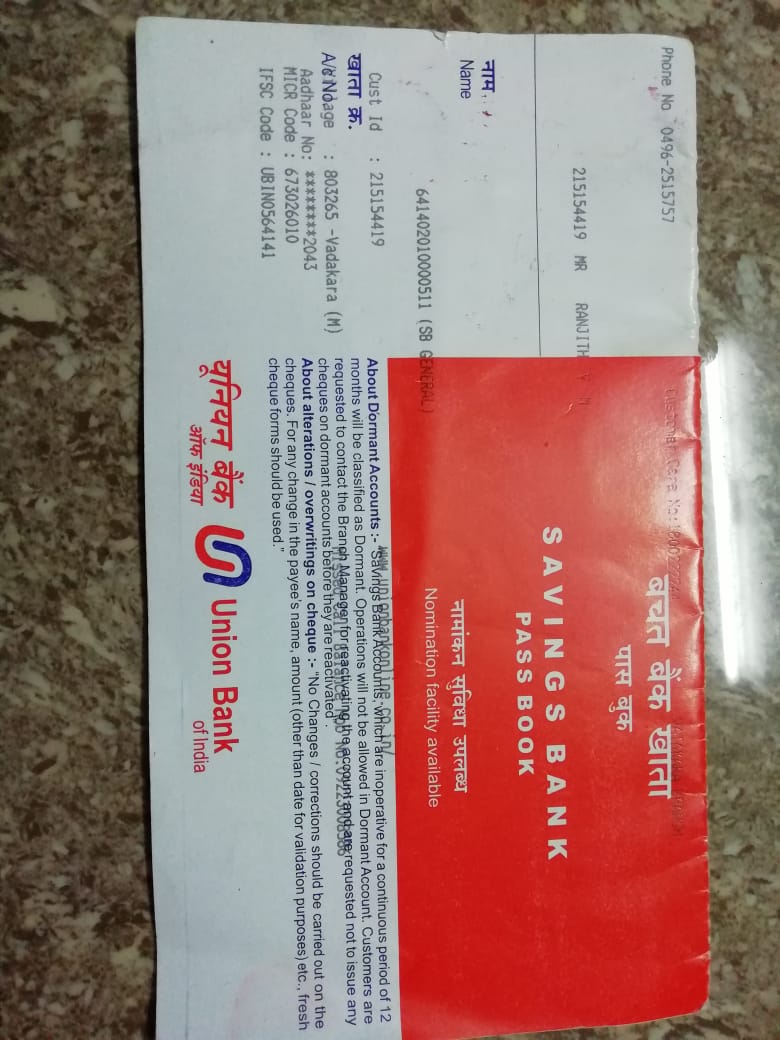 Phone No 0496-2515757
Customer Care No:1800222244
बचत बैंक खाता
पास बुक
215154419 MR RANJITH V M
SAVINGS BANK
PASS BOOK
नाम
Name
नामांकन सुविधा उपलब्ध
Nomination facility available
641402010000511 (SB GENERAL)
Cust Id : 215154419
खाता क्र.
A/c No
: 803265 -Vadakara (M)
Aadhaar No: ********2043
MICR Code : 673026010
IFSC Code : UBIN0564141
www.unionbankonline.co.in/
About Dormant Accounts :- "Savings Bank Accounts, which are inoperative for a continuous period of 12
months will be classified as Dormant. Operations will not be allowed in Dormant Account. Customers are
requested to contact the Branch Manager for reactivating the account and are requested not to issue any
cheques on dormant accounts before they are reactivated".
About alterations / overwritings on cheque :- "No Changes / corrections should be carried out on the
cheques. For any change in the payee's name, amount (other than date for validation purposes) etc., fresh
cheque forms should be used."
यूनियन बैंक
ऑफ इंडिया
Union Bank
of India